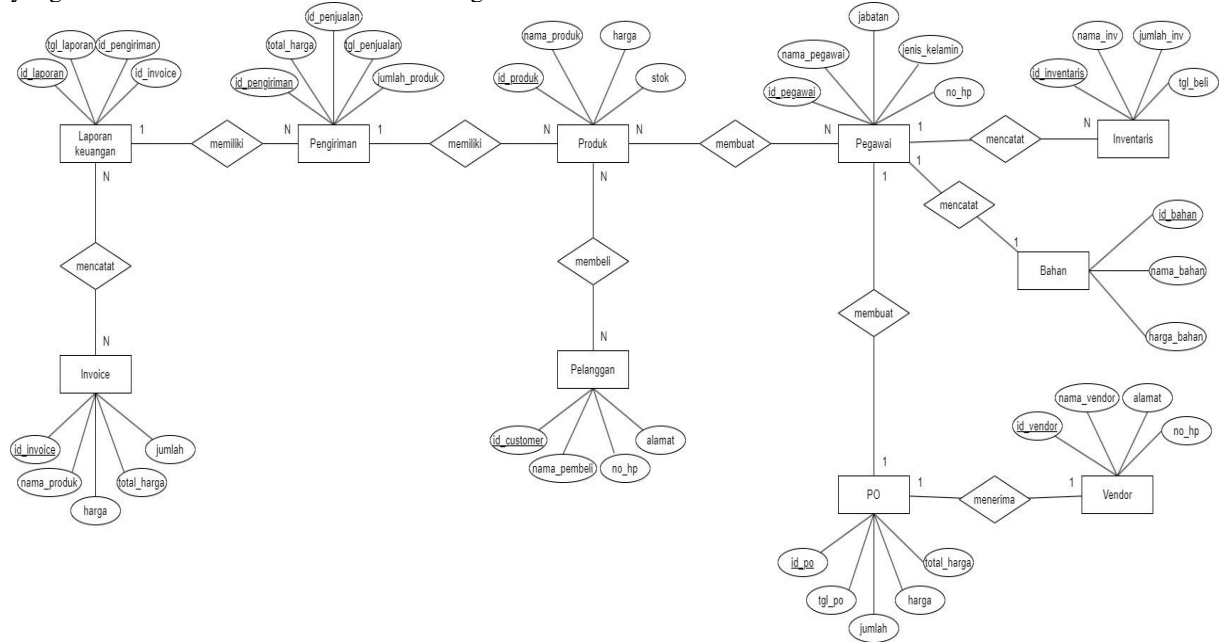 id_penjualan
tgl_laporan
id_pengiriman
total_harga
tgl_penjualan
id_laporan
id_invoice
id_pengiriman
jumlah_produk
nama_produk
harga
id_produk
stok
jabatan
nama_pegawai
jenis_kelamin
id_pegawai
no_hp
nama_inv
jumlah_inv
id_inventaris
tgl_beli
Laporan
keuangan
1
memiliki
N
Pengiriman
1
memiliki
N
Produk
N
membuat
N
Pegawai
1
mencatat
N
Inventaris
N
N
1
1
mencatat
1
Bahan
id_bahan
nama_bahan
harga_bahan
mencatat
membeli
membuat
N
N
Invoice
Pelanggan
id_invoice
jumlah
nama_produk
total_harga
harga
id_customer
alamat
nama_pembeli
no_hp
nama_vendor
alamat
id_vendor
no_hp
1
PO
1
menerima
1
Vendor
id_po
total_harga
tgl_po
harga
jumlah